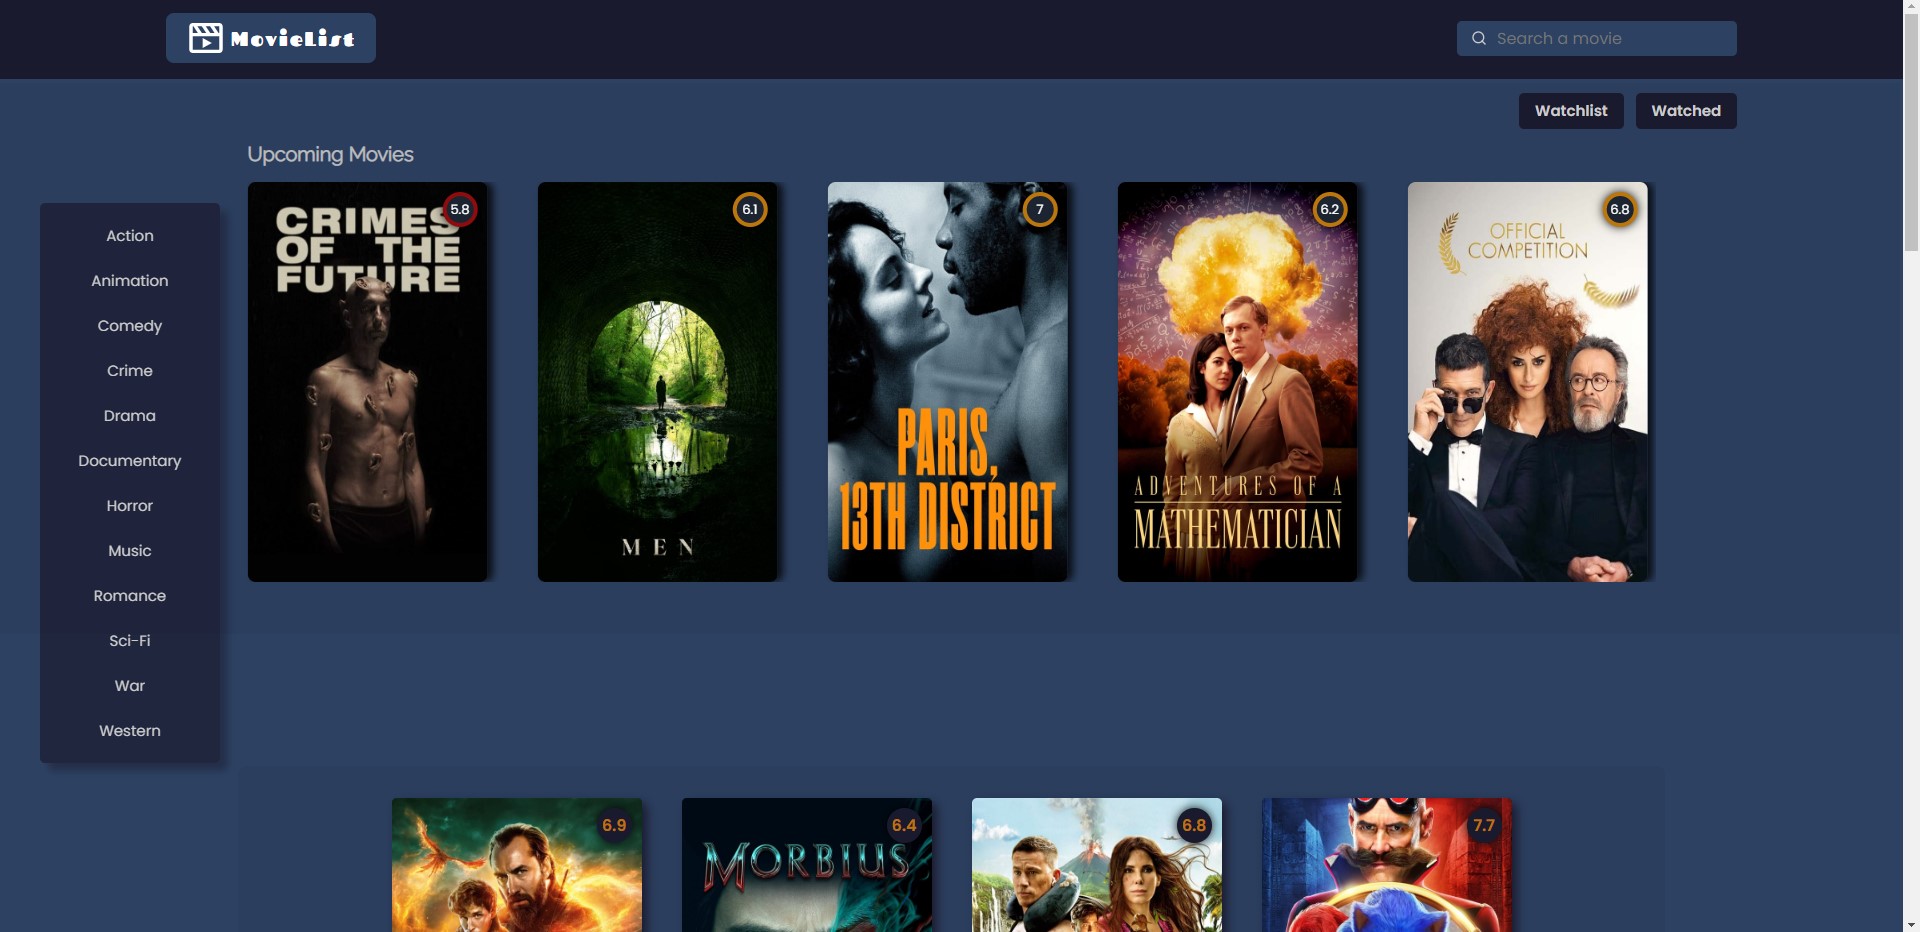 MovieList
Search a movie
Watchlist
Watched
Upcoming Movies
Action
Animation
Comedy
Crime
Drama
Documentary
Horror
Music
Romance
Sci-Fi
War
Western
CRIMES
OF THE
FUTURE
5.8
6.1
MEN
7
PARIS,
13TH DISTRICT
6.2
ADVENTURES OF A
MATHEMATICIAN
6.8
OFFICIAL
COMPETITION
6.9
6.4
MORBIUS
6.8
7.7